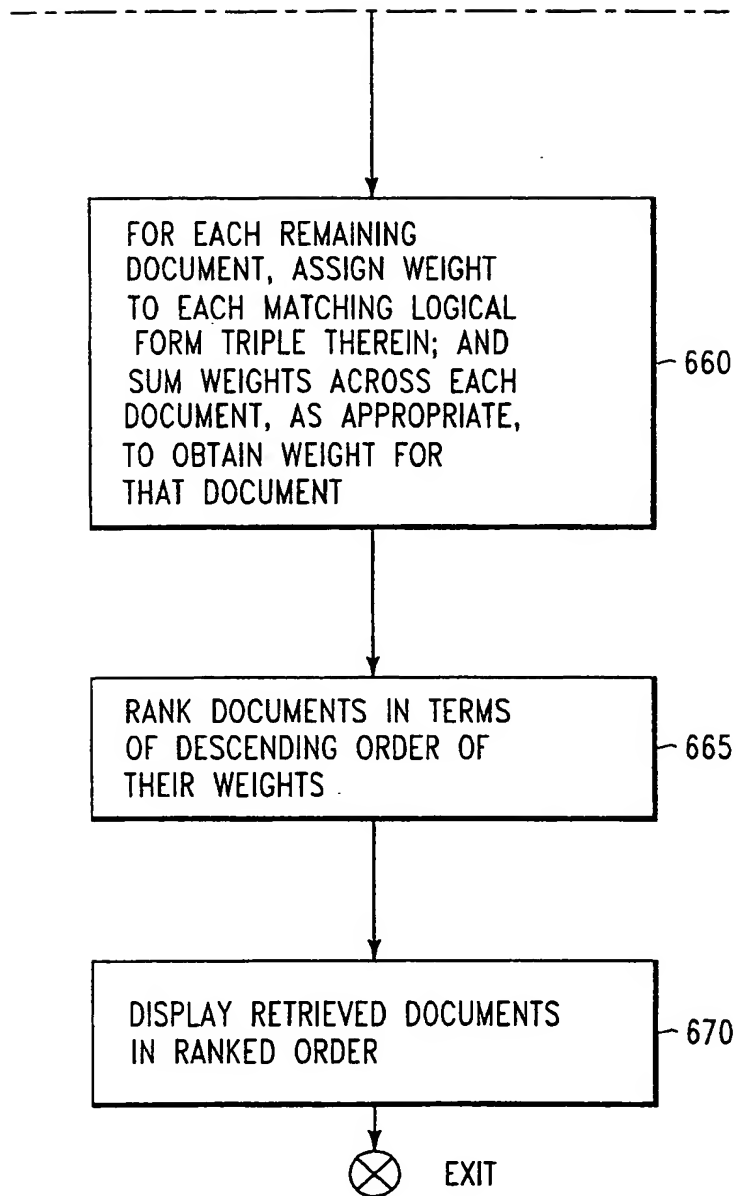 FOR EACH REMAINING
DOCUMENT, ASSIGN WEIGHT
TO EACH MATCHING LOGICAL
FORM TRIPLE THEREIN; AND
SUM WEIGHTS ACROSS EACH
DOCUMENT, AS APPROPRIATE,
TO OBTAIN WEIGHT FOR
THAT DOCUMENT
660
RANK DOCUMENTS IN TERMS
OF DESCENDING ORDER OF
THEIR WEIGHTS
665
DISPLAY RETRIEVED DOCUMENTS
IN RANKED ORDER
670
EXIT